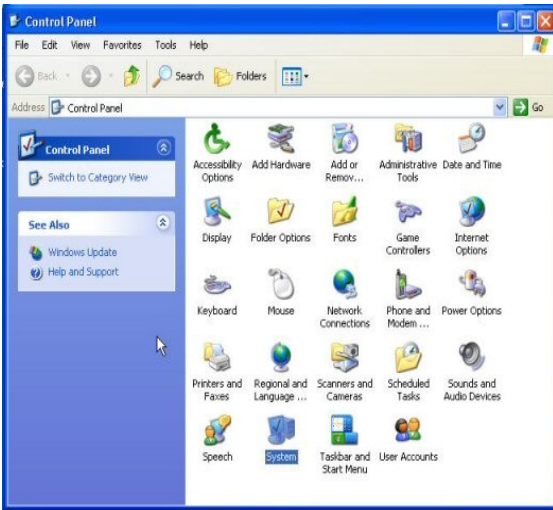 Control Panel
File Edit View Favorites Tools Help
Back Search Folders
Address Control Panel Go
Control Panel
Switch to Category View
See Also
Windows Update
Help and Support
Accessibility Options
Add Hardware
Add or Remov...
Administrative Tools
Date and Time
Display
Folder Options
Fonts
Game Controllers
Internet Options
Keyboard
Mouse
Network Connections
Phone and Modem ...
Power Options
Printers and Faxes
Regional and Language ...
Scanners and Cameras
Scheduled Tasks
Sounds and Audio Devices
Speech
System
Taskbar and Start Menu
User Accounts